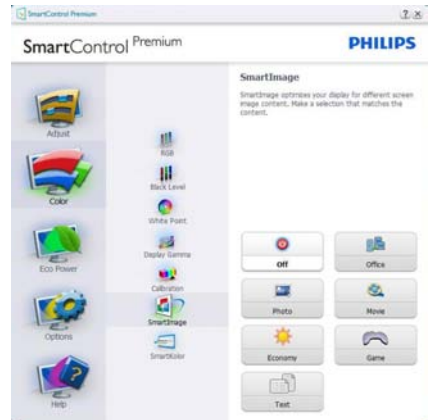 SmartControl Premium
SmartControl Premium
PHILIPS
Adjust
Color
Eco Power
Options
Help
RGB
Black Level
White Point
Display Gamma
Calibration
SmartImage
SmartKolor
SmartImage
SmartImage optimizes your display for different screen
image content. Make a selection that matches the
content.
Off
Office
Photo
Movie
Economy
Game
Text